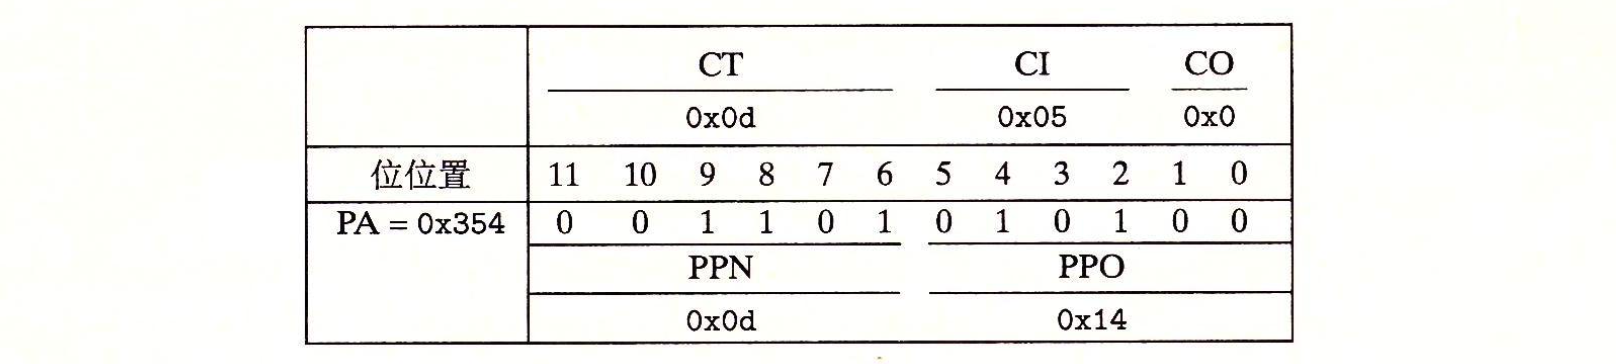 CT CI CO
0x0d 0x05 0x0
位位置 11 10 9 8 7 6 5 4 3 2 1 0
PA = 0x354 0 0 1 1 0 1 0 1 0 1 0 0
PPN PPO
0x0d 0x14